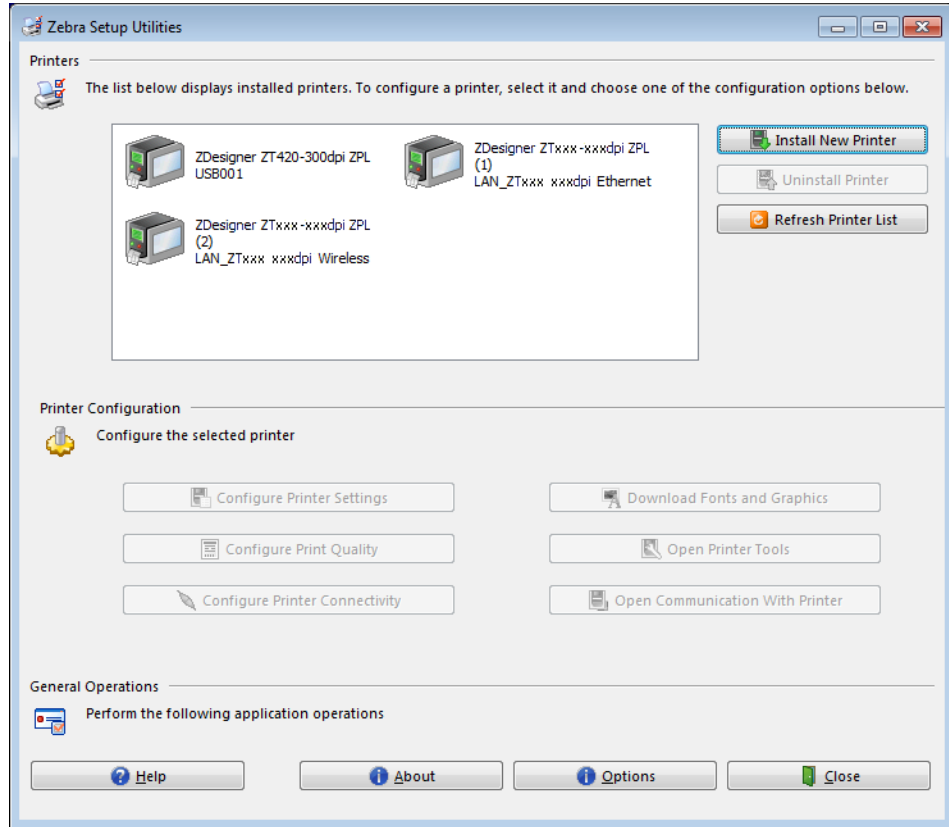 Zebra Setup Utilities
Printers
The list below displays installed printers. To configure a printer, select it and choose one of the configuration options below.
ZDesigner ZT420-300dpi ZPL
USB001
ZDesigner ZTxxx-xxxdpi ZPL
(1)
LAN_ZTxxx xxxdpi Ethernet
ZDesigner ZTxxx-xxxdpi ZPL
(2)
LAN_ZTxxx xxxdpi Wireless
Install New Printer
Uninstall Printer
Refresh Printer List
Printer Configuration
Configure the selected printer
Configure Printer Settings
Download Fonts and Graphics
Configure Print Quality
Open Printer Tools
Configure Printer Connectivity
Open Communication With Printer
General Operations
Perform the following application operations
Help
About
Options
Close